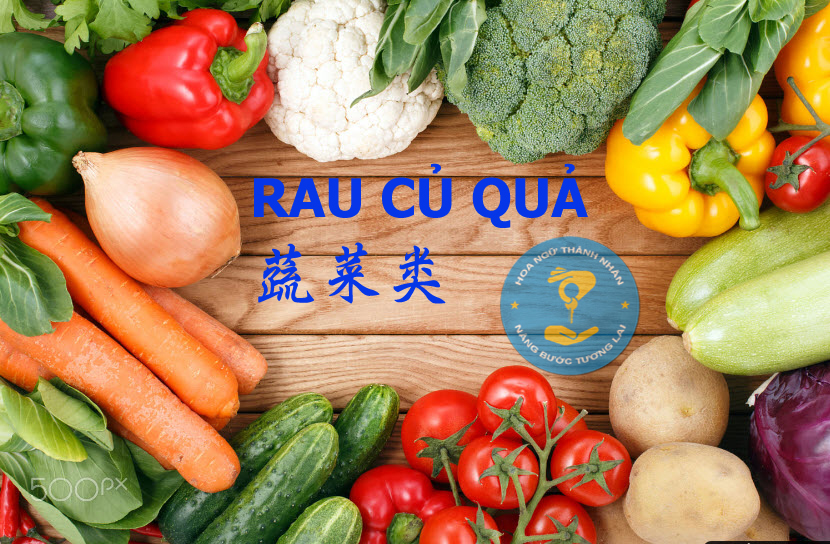 RAU CỦ QUẢ
蔬菜类
HOA NGỮ THÀNH NHÂN
NÂNG BƯỚC TƯƠNG LAI
500PX